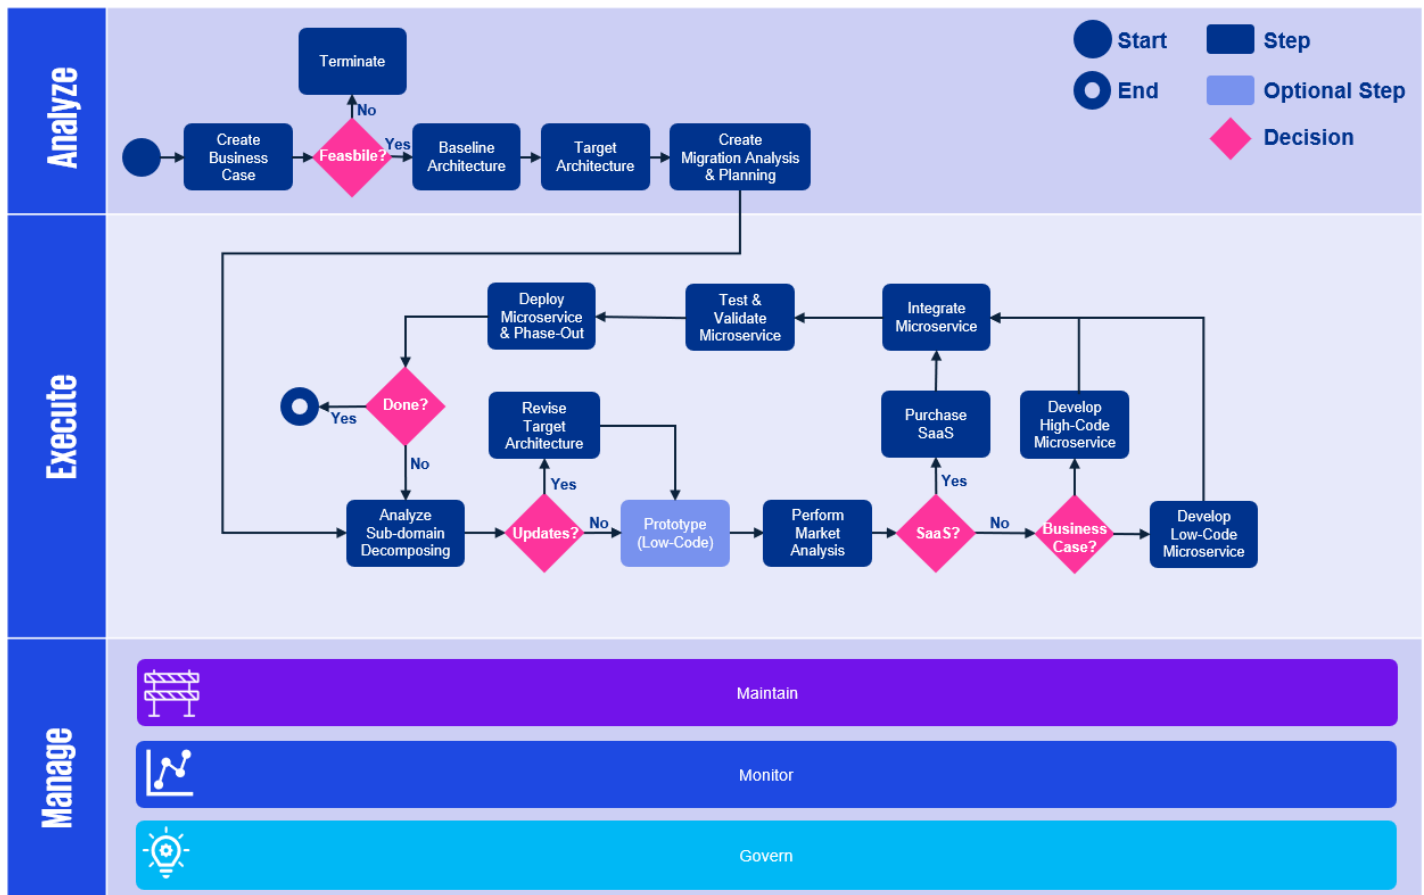 Analyze
Terminate
No
Create
Business
Case
Feasbile?
Yes
Baseline
Architecture
Target
Architecture
Create
Migration Analysis
& Planning
Start
Step
End
Optional Step
Decision
Execute
Deploy
Microservice
& Phase-Out
Test &
Validate
Microservice
Integrate
Microservice
Done?
Yes
No
Revise
Target
Architecture
Yes
Purchase
SaaS
Yes
Develop
High-Code
Microservice
Analyze
Sub-domain
Decomposing
Updates?
No
Prototype
(Low-Code)
Perform
Market
Analysis
SaaS?
No
Business
Case?
Develop
Low-Code
Microservice
Manage
Maintain
Monitor
Govern